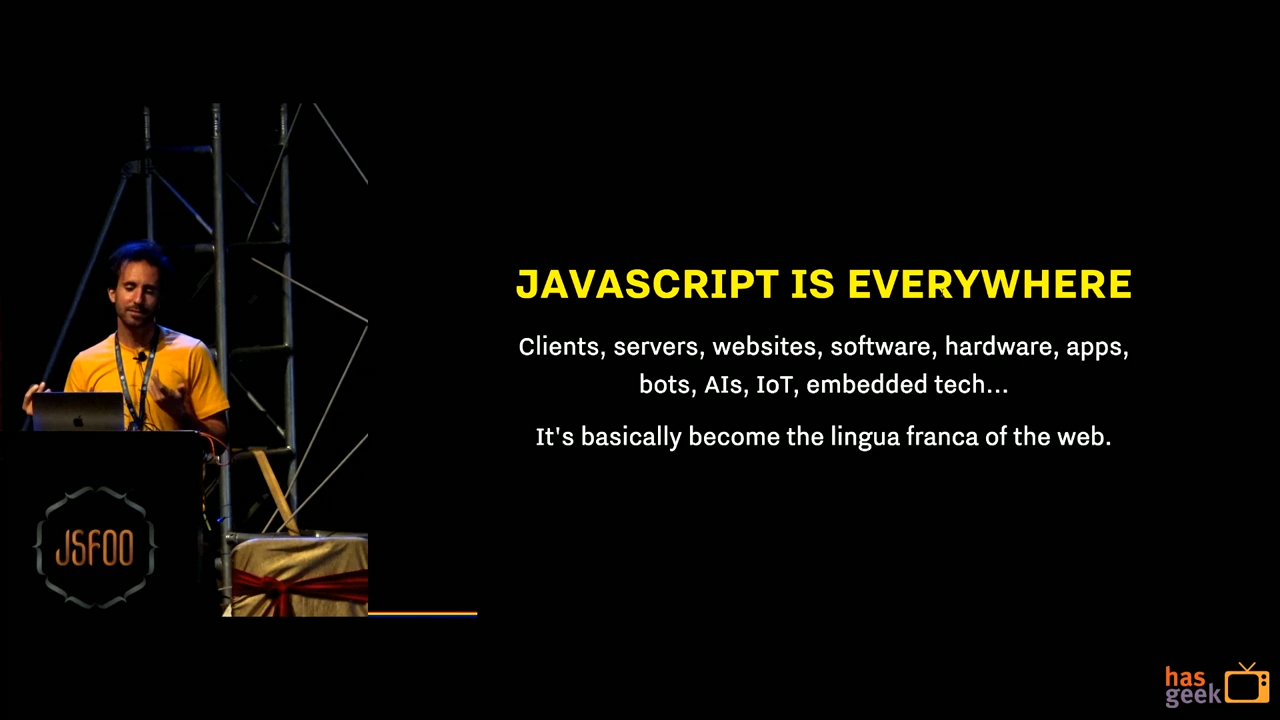 JAVASCRIPT IS EVERYWHERE
Clients, servers, websites, software, hardware, apps,
bots, AIs, IoT, embedded tech...
It's basically become the lingua franca of the web.
JSFOO
has
geek